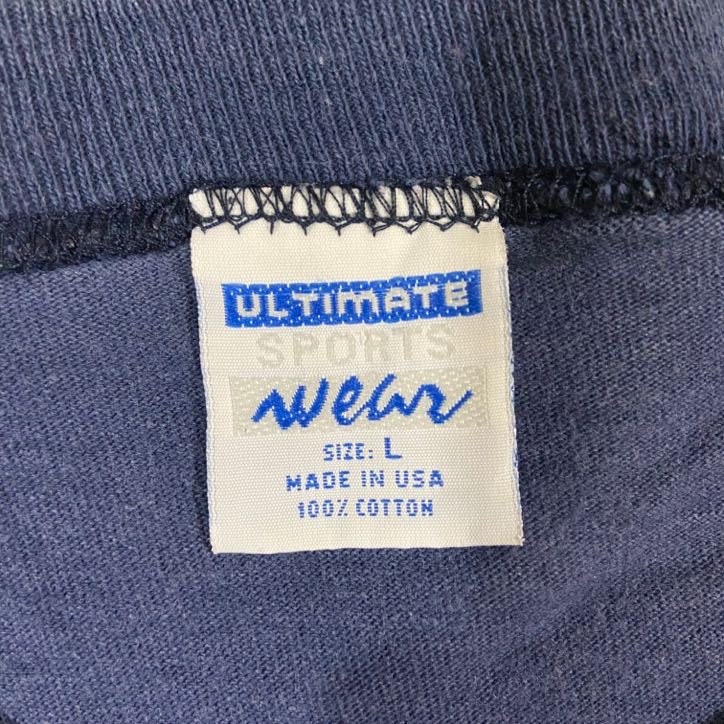 ULTIMATE
SPORTS
wear
SIZE: L
MADE IN USA
100% COTTON